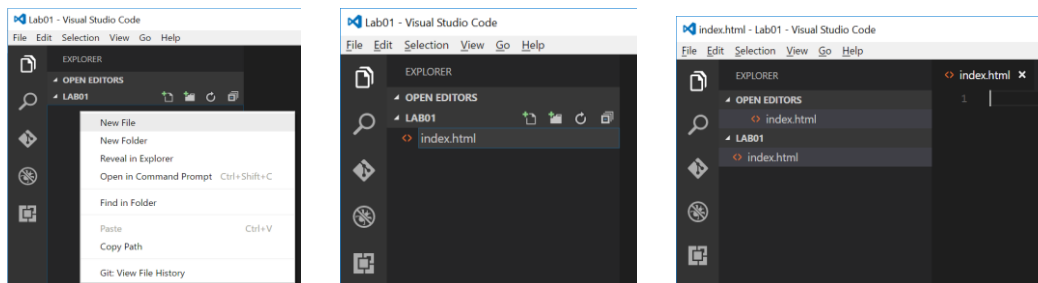 Lab01 - Visual Studio Code
File Edit Selection View Go Help
EXPLORER
OPEN EDITORS
LAB01
New File
New Folder
Reveal in Explorer
Open in Command Prompt Ctrl+Shift+C
Find in Folder
Paste Ctrl+V
Copy Path
Git: View File History
Lab01 - Visual Studio Code
File Edit Selection View Go Help
EXPLORER
OPEN EDITORS
LAB01
index.html
index.html - Lab01 - Visual Studio Code
File Edit Selection View Go Help
EXPLORER
OPEN EDITORS
index.html
LAB01
index.html
index.html
1